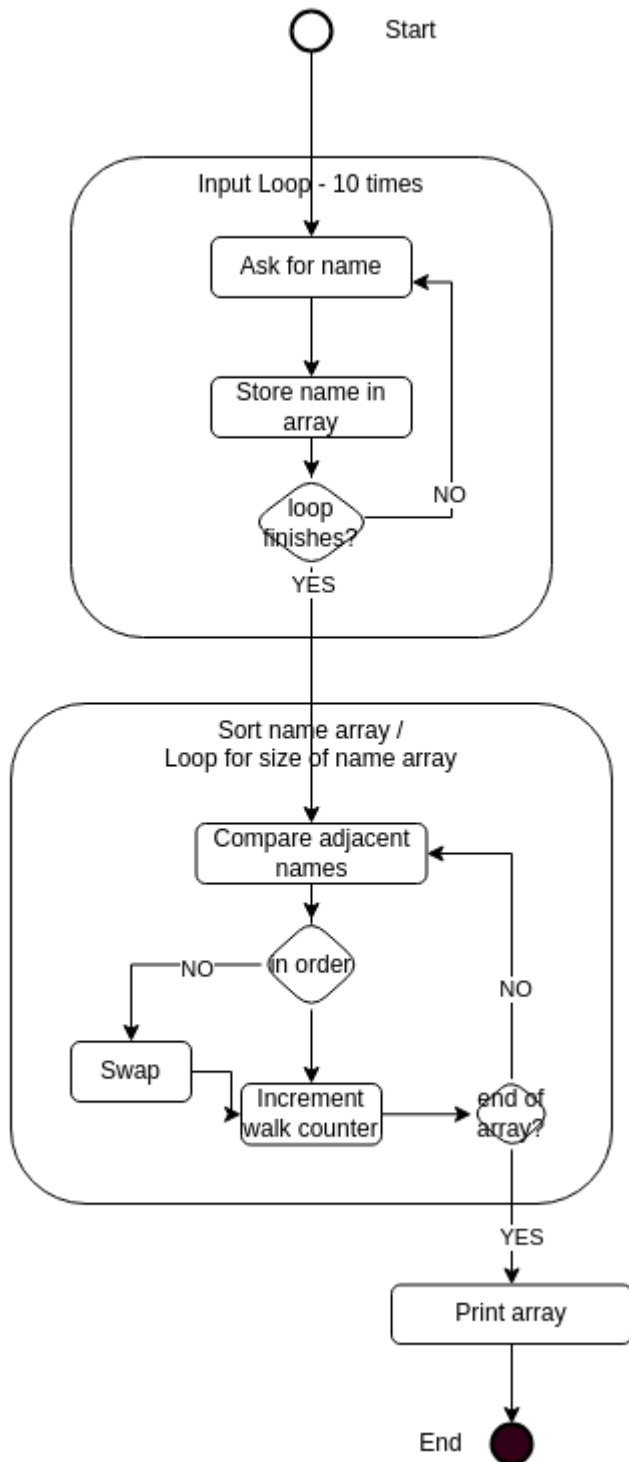 Start
Input Loop - 10 times
Ask for name
Store name in
array
loop
finishes?
NO
YES
Sort name array /
Loop for size of name array
Compare adjacent
names
in order
NO
NO
Swap
Increment
walk counter
end of
array?
YES
Print array
End